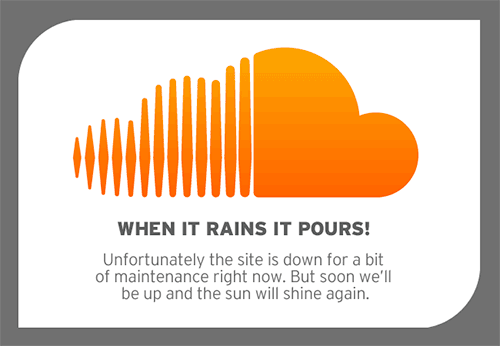 WHEN IT RAINS IT POURS!
Unfortunately the site is down for a bit
of maintenance right now. But soon we'll
be up and the sun will shine again.